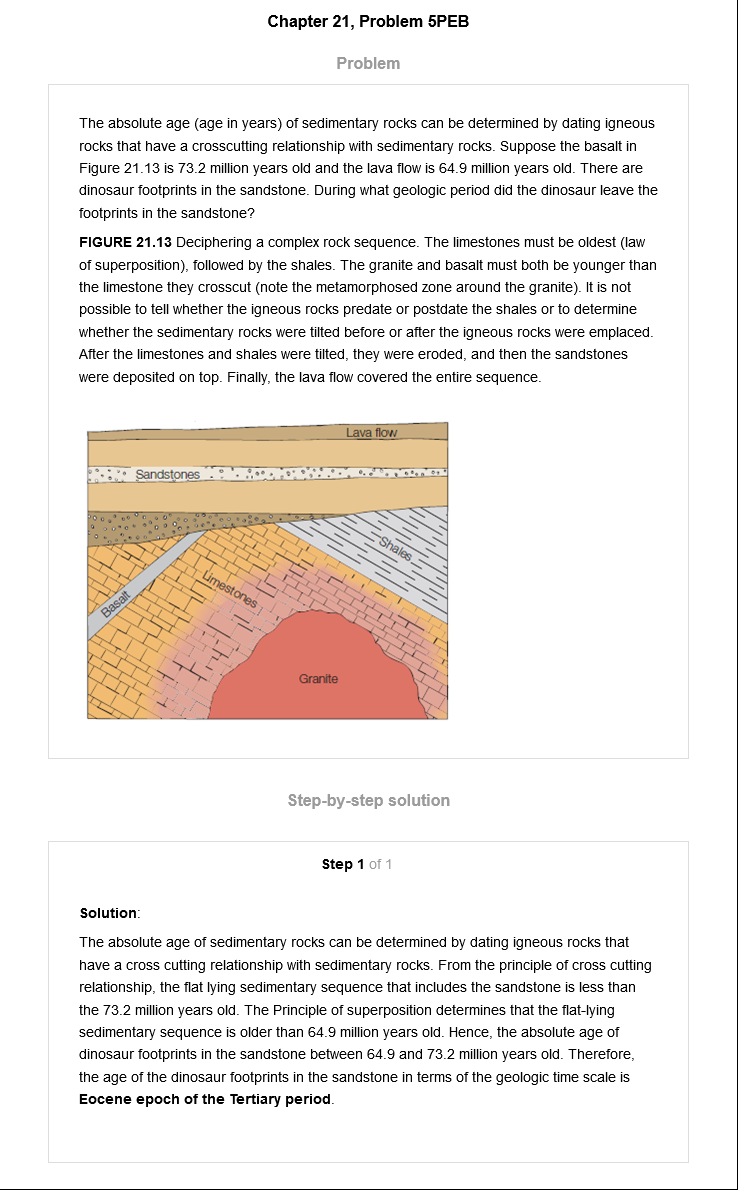 Chapter 21, Problem 5PEB
Problem
The absolute age (age in years) of sedimentary rocks can be determined by dating igneous
rocks that have a crosscutting relationship with sedimentary rocks. Suppose the basalt in
Figure 21.13 is 73.2 million years old and the lava flow is 64.9 million years old. There are
dinosaur footprints in the sandstone. During what geologic period did the dinosaur leave the
footprints in the sandstone?
FIGURE 21.13 Deciphering a complex rock sequence. The limestones must be oldest (law
of superposition), followed by the shales. The granite and basalt must both be younger than
the limestone they crosscut (note the metamorphosed zone around the granite). It is not
possible to tell whether the igneous rocks predate or postdate the shales or to determine
whether the sedimentary rocks were tilted before or after the igneous rocks were emplaced.
After the limestones and shales were tilted, they were eroded, and then the sandstones
were deposited on top. Finally, the lava flow covered the entire sequence.
Lava flow
Sandstones
Shales
Limestones
Basalt
Granite
Step-by-step solution
Step 1 of 1
Solution:
The absolute age of sedimentary rocks can be determined by dating igneous rocks that
have a cross cutting relationship with sedimentary rocks. From the principle of cross cutting
relationship, the flat lying sedimentary sequence that includes the sandstone is less than
the 73.2 million years old. The Principle of superposition determines that the flat-lying
sedimentary sequence is older than 64.9 million years old. Hence, the absolute age of
dinosaur footprints in the sandstone between 64.9 and 73.2 million years old. Therefore,
the age of the dinosaur footprints in the sandstone in terms of the geologic time scale is
Eocene epoch of the Tertiary period.